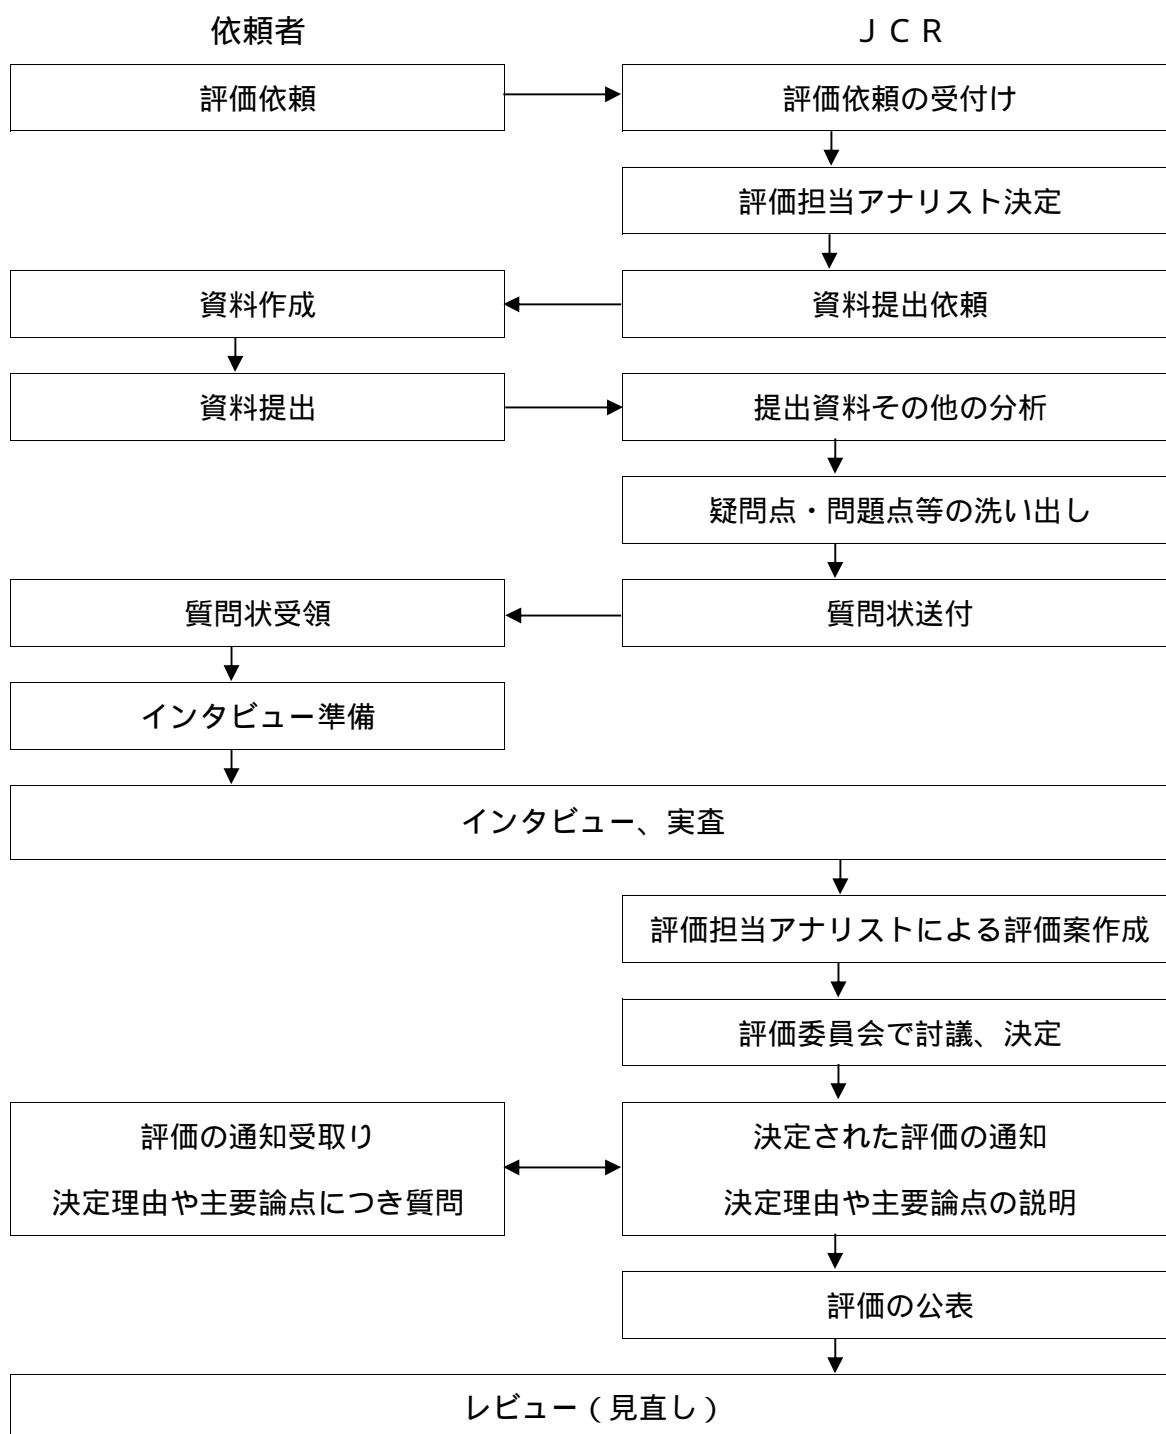 依頼者
ＪＣＲ
評価依頼
評価依頼の受付け
評価担当アナリスト決定
資料作成
資料提出依頼
資料提出
提出資料その他の分析
疑問点・問題点等の洗い出し
質問状受領
質問状送付
インタビュー準備
インタビュー、実査
評価担当アナリストによる評価案作成
評価委員会で討議、決定
評価の通知受取り
決定理由や主要論点につき質問
決定された評価の通知
決定理由や主要論点の説明
評価の公表
レビュー（見直し）